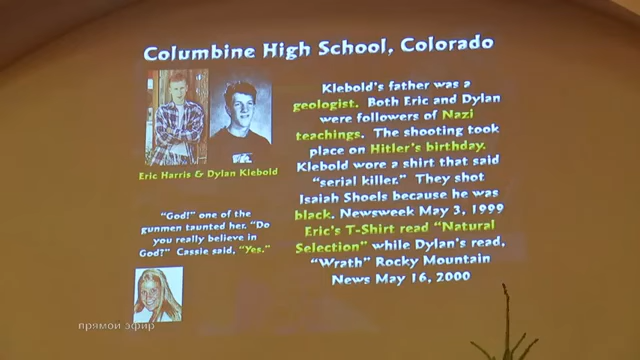 Columbine High School, Colorado
Eric Harris & Dylan Klebold
"God!" one of the
gunmen taunted her. "Do
you really believe in
God?" Cassie said, "Yes."
Klebold's father was a
geologist. Both Eric and Dylan
were followers of Nazi
teachings. The shooting took
place on Hitler's birthday.
Klebold wore a shirt that said
"serial killer." They shot
Isaiah Shoels because he was
black. Newsweek May 3, 1999
Eric's T-Shirt read "Natural
Selection" while Dylan's read,
"Wrath" Rocky Mountain
News May 16, 2000
прямой эфир